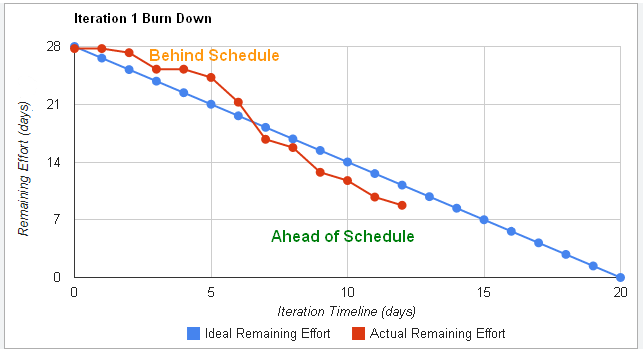 Iteration 1 Burn Down
28
21
14
7
0
Remaining Effort (days)
Behind Schedule
Ahead of Schedule
0 5 10 15 20
Iteration Timeline (days)
Ideal Remaining Effort Actual Remaining Effort